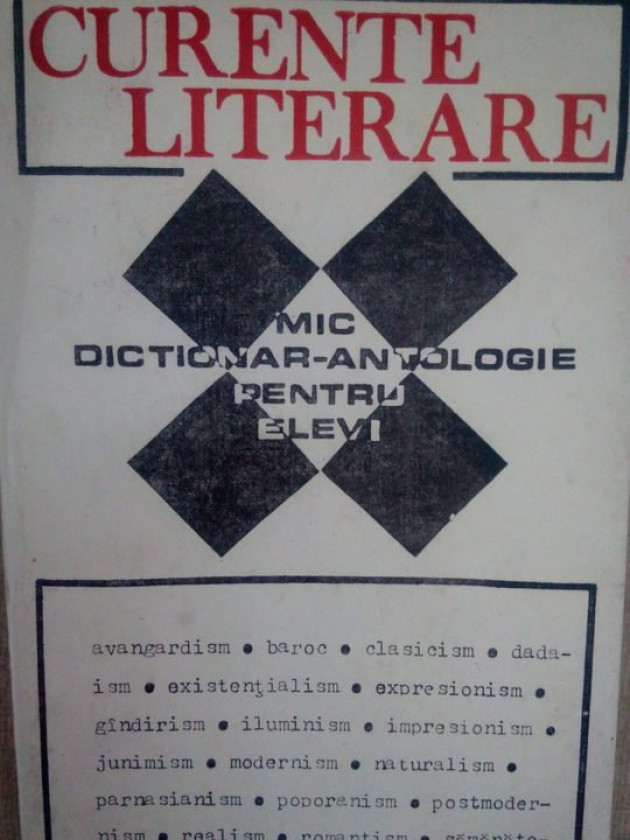 CURENTE
LITERARE
MIC
DICTIONAR-ANTOLOGIE
PENTRU
ELEVI
avangardism • baroc • clasicism • dada-
ism • existenţialism • expresionism •
gîndirism • iluminism • impresionism •
junimism • modernism • naturalism •
parnasianism • poporanism • postmoder-
nism • realism • romantism •